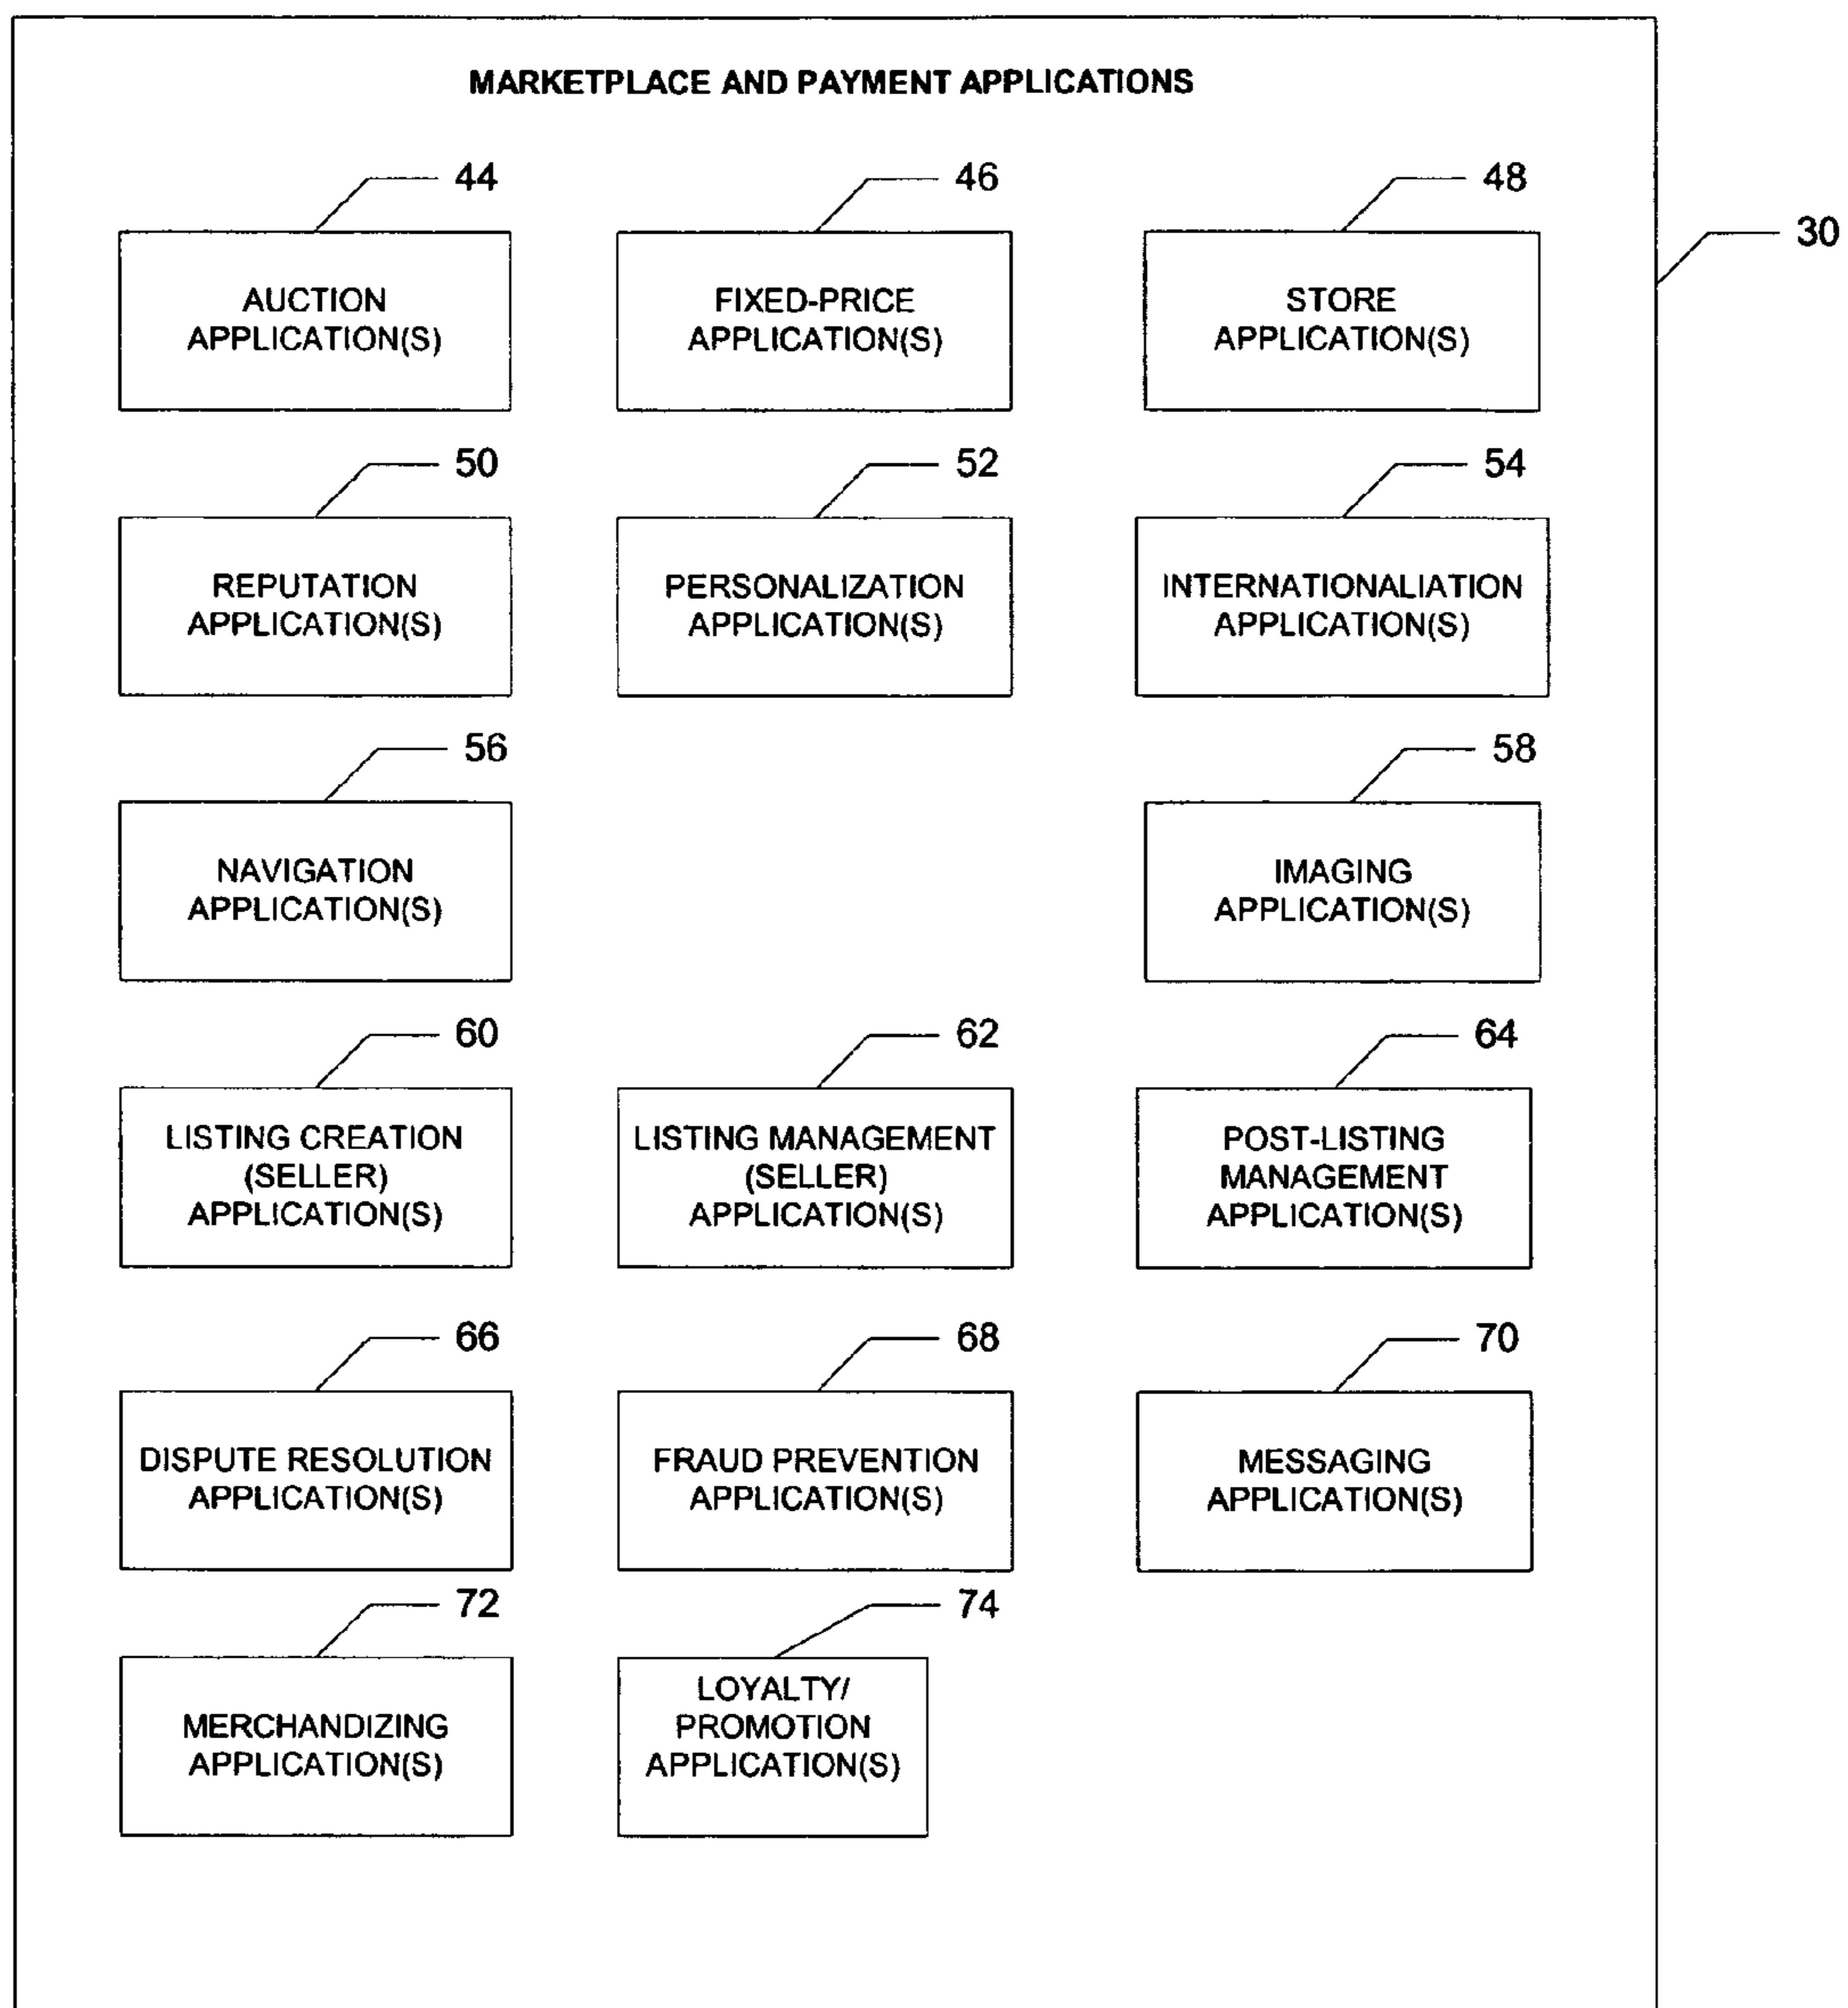 MARKETPLACE AND PAYMENT APPLICATIONS
44
46
48
30
AUCTION
APPLICATION(S)
FIXED-PRICE
APPLICATION(S)
STORE
APPLICATION(S)
50
52
54
REPUTATION
APPLICATION(S)
PERSONALIZATION
APPLICATION(S)
INTERNATIONALIATION
APPLICATION(S)
56
58
NAVIGATION
APPLICATION(S)
IMAGING
APPLICATION(S)
60
62
64
LISTING CREATION
(SELLER)
APPLICATION(S)
LISTING MANAGEMENT
(SELLER)
APPLICATION(S)
POST-LISTING
MANAGEMENT
APPLICATION(S)
66
68
70
DISPUTE RESOLUTION
APPLICATION(S)
FRAUD PREVENTION
APPLICATION(S)
MESSAGING
APPLICATION(S)
72
74
MERCHANDIZING
APPLICATION(S)
LOYALTY/
PROMOTION
APPLICATION(S)